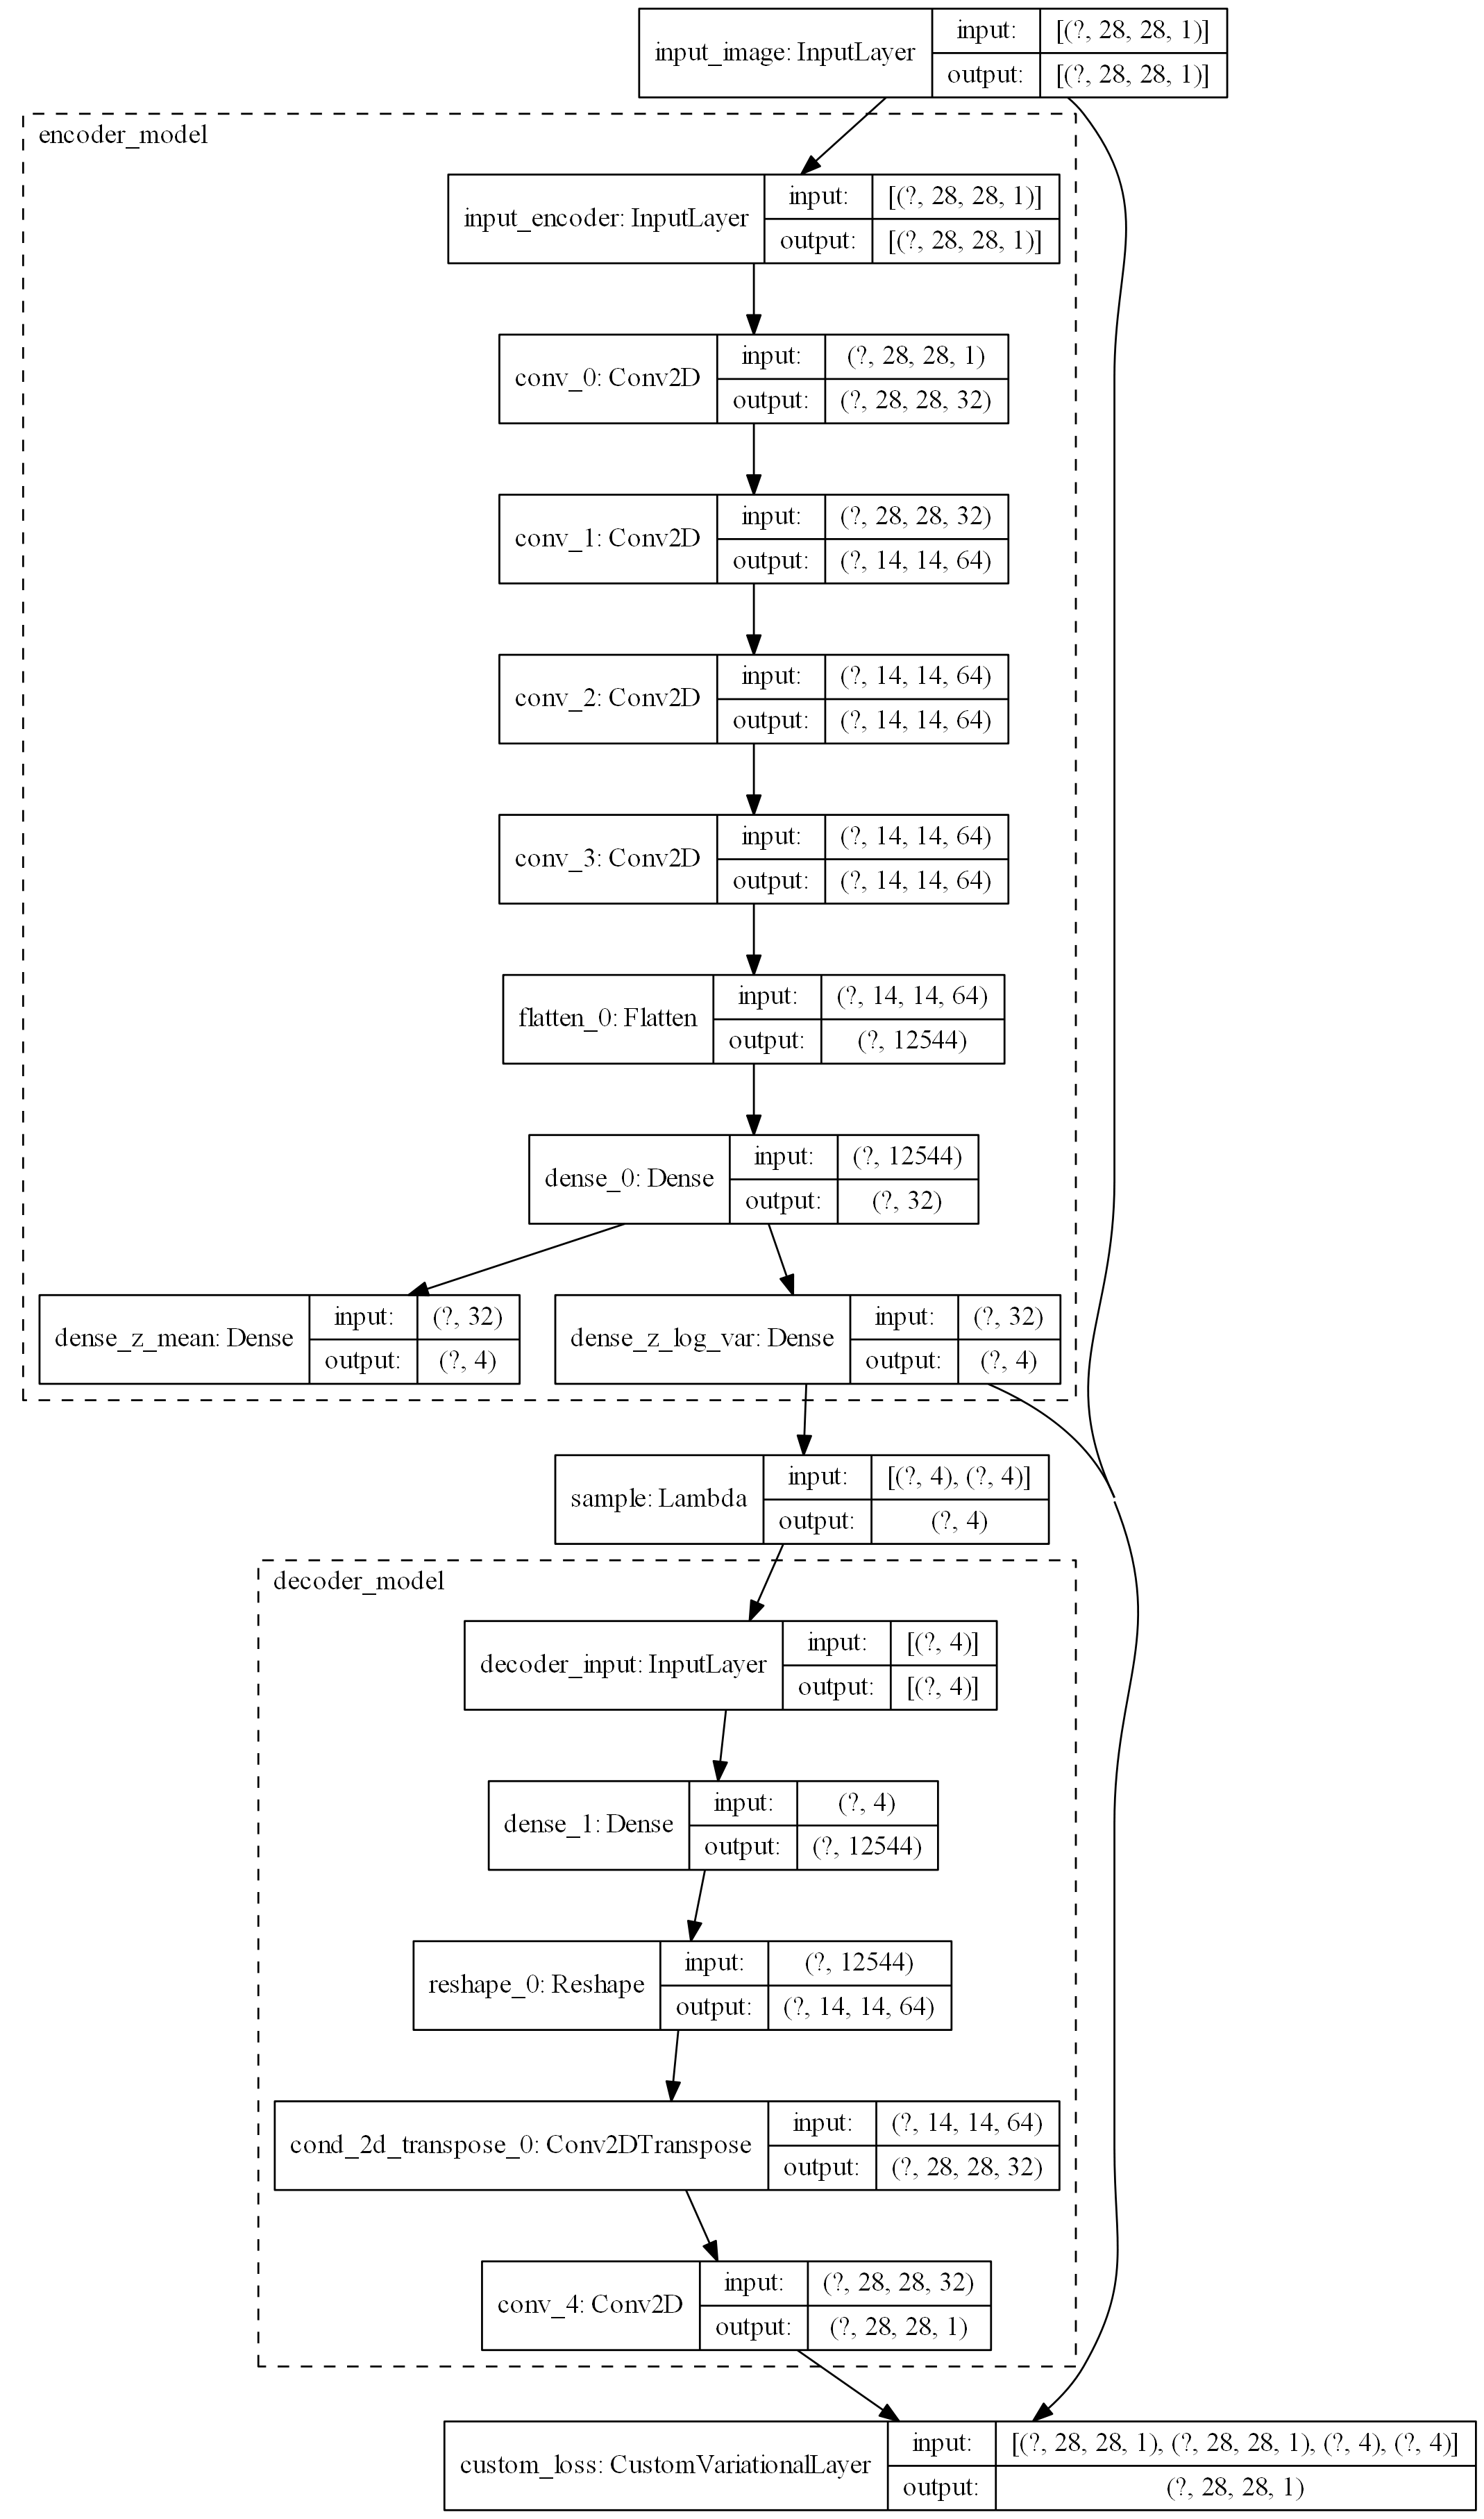 input_image: InputLayer
input: [(?, 28, 28, 1)]
output: [(?, 28, 28, 1)]
encoder_model
input_encoder: InputLayer
input: [(?, 28, 28, 1)]
output: [(?, 28, 28, 1)]
conv_0: Conv2D
input: (?, 28, 28, 1)
output: (?, 28, 28, 32)
conv_1: Conv2D
input: (?, 28, 28, 32)
output: (?, 14, 14, 64)
conv_2: Conv2D
input: (?, 14, 14, 64)
output: (?, 14, 14, 64)
conv_3: Conv2D
input: (?, 14, 14, 64)
output: (?, 14, 14, 64)
flatten_0: Flatten
input: (?, 14, 14, 64)
output: (?, 12544)
dense_0: Dense
input: (?, 12544)
output: (?, 32)
dense_z_mean: Dense
input: (?, 32)
output: (?, 4)
dense_z_log_var: Dense
input: (?, 32)
output: (?, 4)
sample: Lambda
input: [(?, 4), (?, 4)]
output: (?, 4)
decoder_model
decoder_input: InputLayer
input: [(?, 4)]
output: [(?, 4)]
dense_1: Dense
input: (?, 4)
output: (?, 12544)
reshape_0: Reshape
input: (?, 12544)
output: (?, 14, 14, 64)
cond_2d_transpose_0: Conv2DTranspose
input: (?, 14, 14, 64)
output: (?, 28, 28, 32)
conv_4: Conv2D
input: (?, 28, 28, 32)
output: (?, 28, 28, 1)
custom_loss: CustomVariationalLayer
input: [(?, 28, 28, 1), (?, 28, 28, 1), (?, 4), (?, 4)]
output: (?, 28, 28, 1)